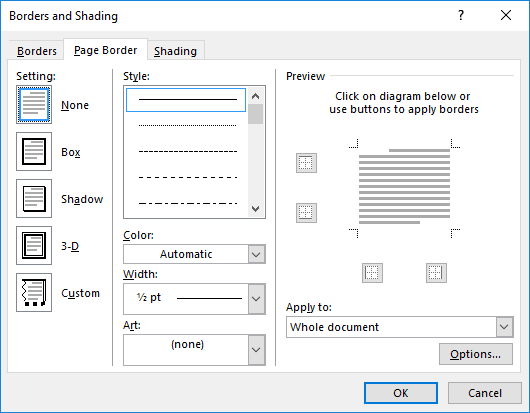 Borders and Shading
?
Borders
Page Border
Shading
Setting:
None
Box
Shadow
3-D
Custom
Style:
Color:
Automatic
Width:
½ pt
Art:
(none)
Preview
Click on diagram below or
use buttons to apply borders
Apply to:
Whole document
Options...
OK
Cancel